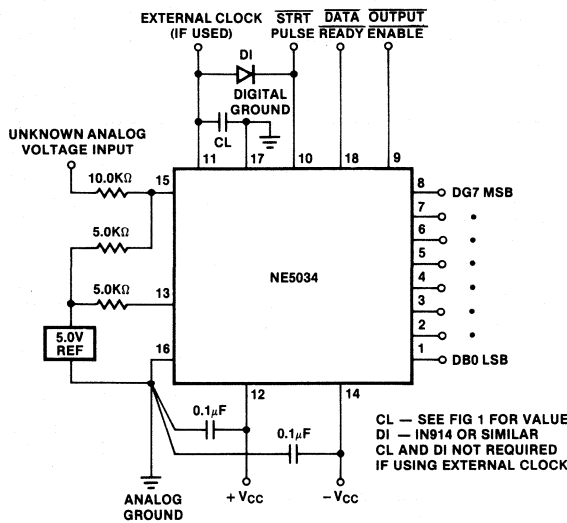 EXTERNAL CLOCK
(IF USED)
STRT
PULSE
DATA
READY
OUTPUT
ENABLE
DI
DIGITAL
GROUND
CL
UNKNOWN ANALOG
VOLTAGE INPUT
11
17
10
18
9
10.0KΩ
15
8
DG7 MSB
7
5.0KΩ
6
5
NE5034
5.0KΩ
13
4
3
5.0V
REF
16
2
1
DB0 LSB
12
14
0.1μF
0.1μF
CL — SEE FIG 1 FOR VALUE
DI — IN914 OR SIMILAR
CL AND DI NOT REQUIRED
IF USING EXTERNAL CLOCK
ANALOG
GROUND
+VCC
−VCC